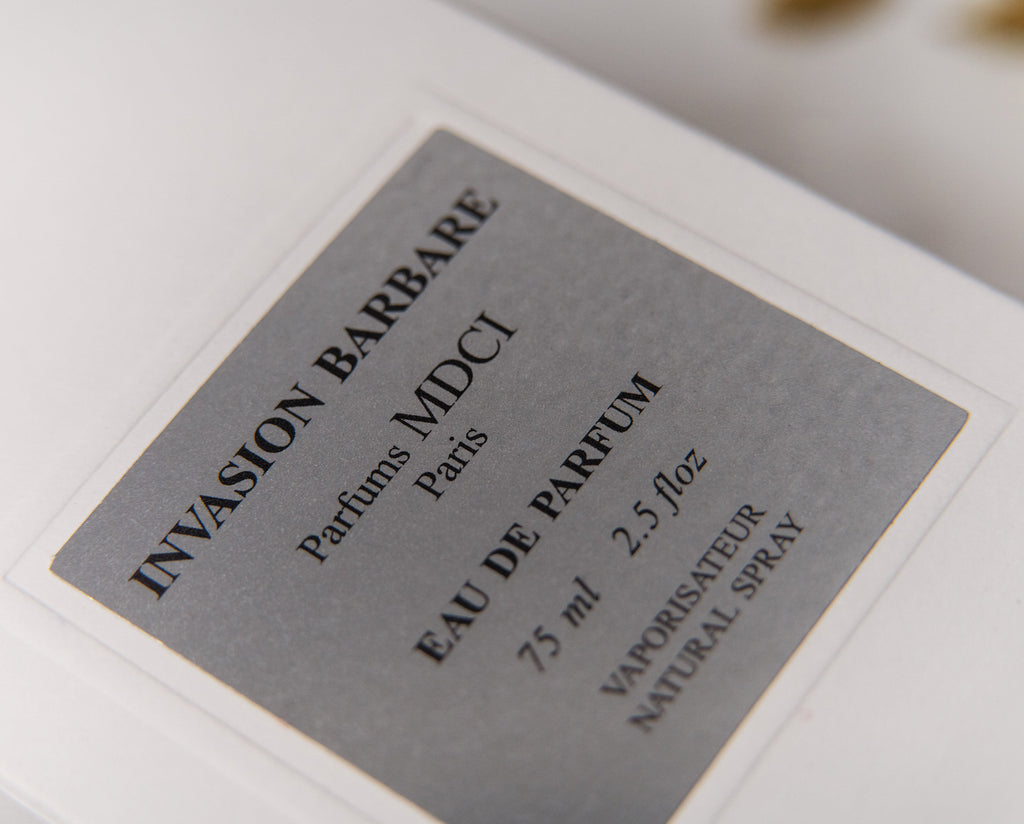 INVASION BARBARE
Parfums MDCI
Paris
EAU DE PARFUM
75 ml 2.5 floz
VAPORISATEUR
NATURAL SPRAY